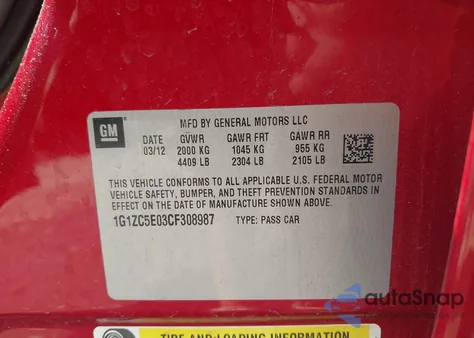 GM
MFD BY GENERAL MOTORS LLC
DATE GVWR GAWR FRT GAWR RR
03/12 2000 KG 1045 KG 955 KG
4409 LB 2304 LB 2105 LB
THIS VEHICLE CONFORMS TO ALL APPLICABLE U.S. FEDERAL MOTOR
VEHICLE SAFETY, BUMPER, AND THEFT PREVENTION STANDARDS IN
EFFECT ON THE DATE OF MANUFACTURE SHOWN ABOVE.
1G1ZC5E03CF308987 TYPE: PASS CAR
autoSnap
TIRE AND LOADING INFORMATION